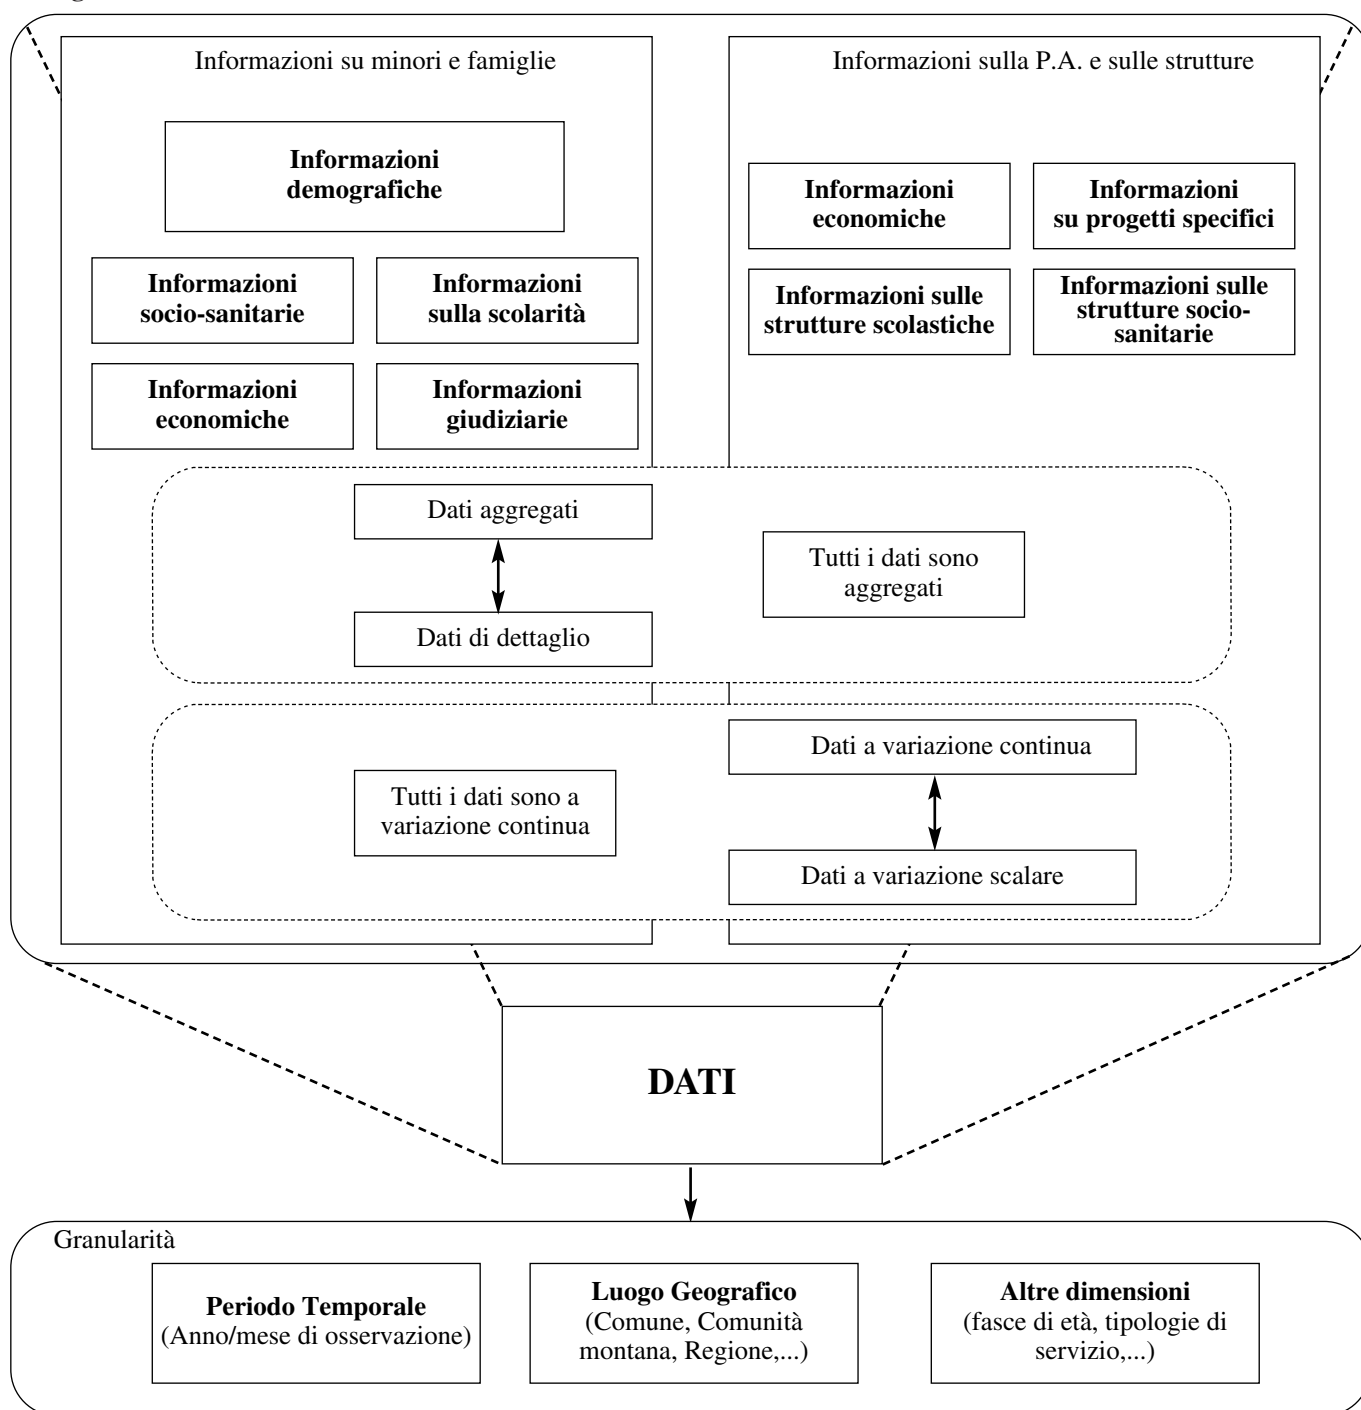 Informazioni su minori e famiglie
Informazioni
demografiche
Informazioni
socio-sanitarie
Informazioni
sulla scolarità
Informazioni
economiche
Informazioni
giudiziarie
Informazioni sulla P.A. e sulle strutture
Informazioni
economiche
Informazioni
su progetti specifici
Informazioni sulle
strutture scolastiche
Informazioni sulle
strutture socio-
sanitarie
Dati aggregati
Dati di dettaglio
Tutti i dati sono
aggregati
Tutti i dati sono a
variazione continua
Dati a variazione continua
Dati a variazione scalare
DATI
Granularità
Periodo Temporale
(Anno/mese di osservazione)
Luogo Geografico
(Comune, Comunità
montana, Regione,...)
Altre dimensioni
(fasce di età, tipologie di
servizio,...)